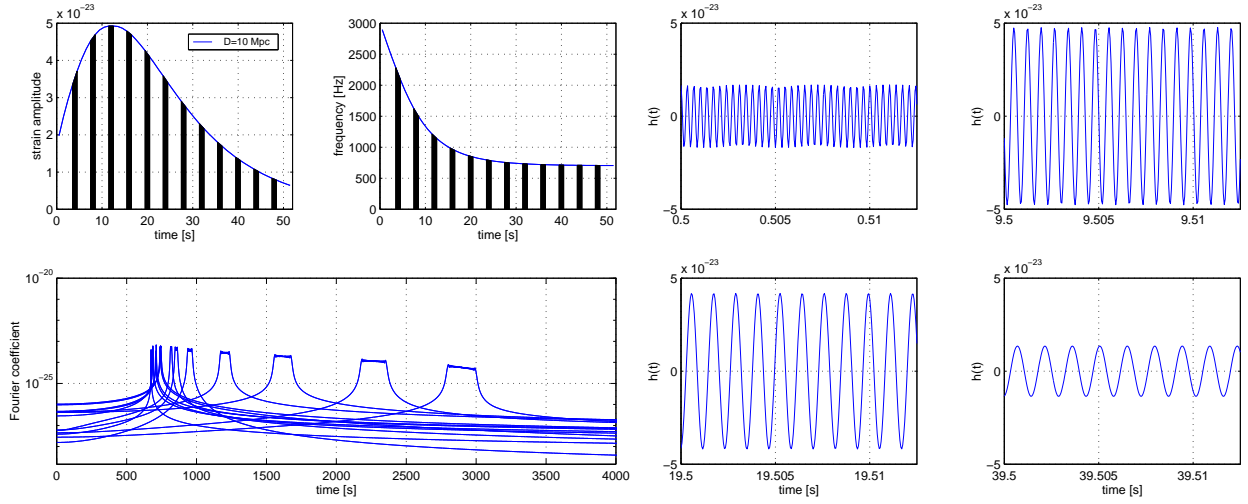 x 10−23
5
4
3
2
1
0
0 10 20 30 40 50
time [s]
strain amplitude
D=10 Mpc
3000
2500
2000
1500
1000
500
0
0 10 20 30 40 50
time [s]
frequency [Hz]
x 10−23
5
0
−5
0.5 0.505 0.51
h(t)
x 10−23
5
0
−5
9.5 9.505 9.51
h(t)
10−20
10−25
0 500 1000 1500 2000 2500 3000 3500 4000
time [s]
Fourier coefficient
x 10−23
5
0
−5
19.5 19.505 19.51
time [s]
h(t)
x 10−23
5
0
−5
39.5 39.505 39.51
time [s]
h(t)